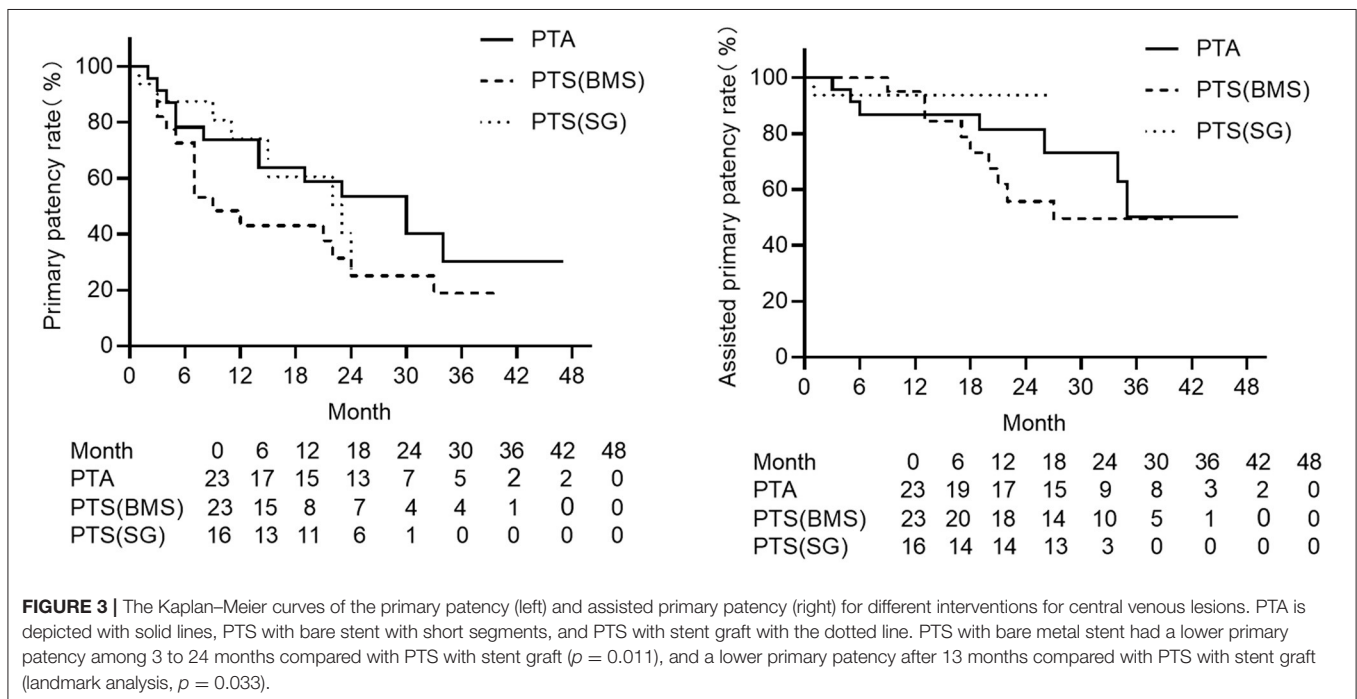 Primary patency rate ( %)
100
80
60
40
20
0
0 6 12 18 24 30 36 42 48
Month
PTA
PTS(BMS)
PTS(SG)
Month 0 6 12 18 24 30 36 42 48
PTA 23 17 15 13 7 5 2 2 0
PTS(BMS) 23 15 8 7 4 4 1 0 0
PTS(SG) 16 13 11 6 1 0 0 0 0
Assisted primary patency rate ( %)
100
80
60
40
20
0
0 6 12 18 24 30 36 42 48
Month
PTA
PTS(BMS)
PTS(SG)
Month 0 6 12 18 24 30 36 42 48
PTA 23 19 17 15 9 8 3 2 0
PTS(BMS) 23 20 18 14 10 5 1 0 0
PTS(SG) 16 14 14 13 3 0 0 0 0
FIGURE 3 | The Kaplan–Meier curves of the primary patency (left) and assisted primary patency (right) for different interventions for central venous lesions. PTA is
depicted with solid lines, PTS with bare stent with short segments, and PTS with stent graft with the dotted line. PTS with bare metal stent had a lower primary
patency among 3 to 24 months compared with PTS with stent graft (p = 0.011), and a lower primary patency after 13 months compared with PTS with stent graft
(landmark analysis, p = 0.033).